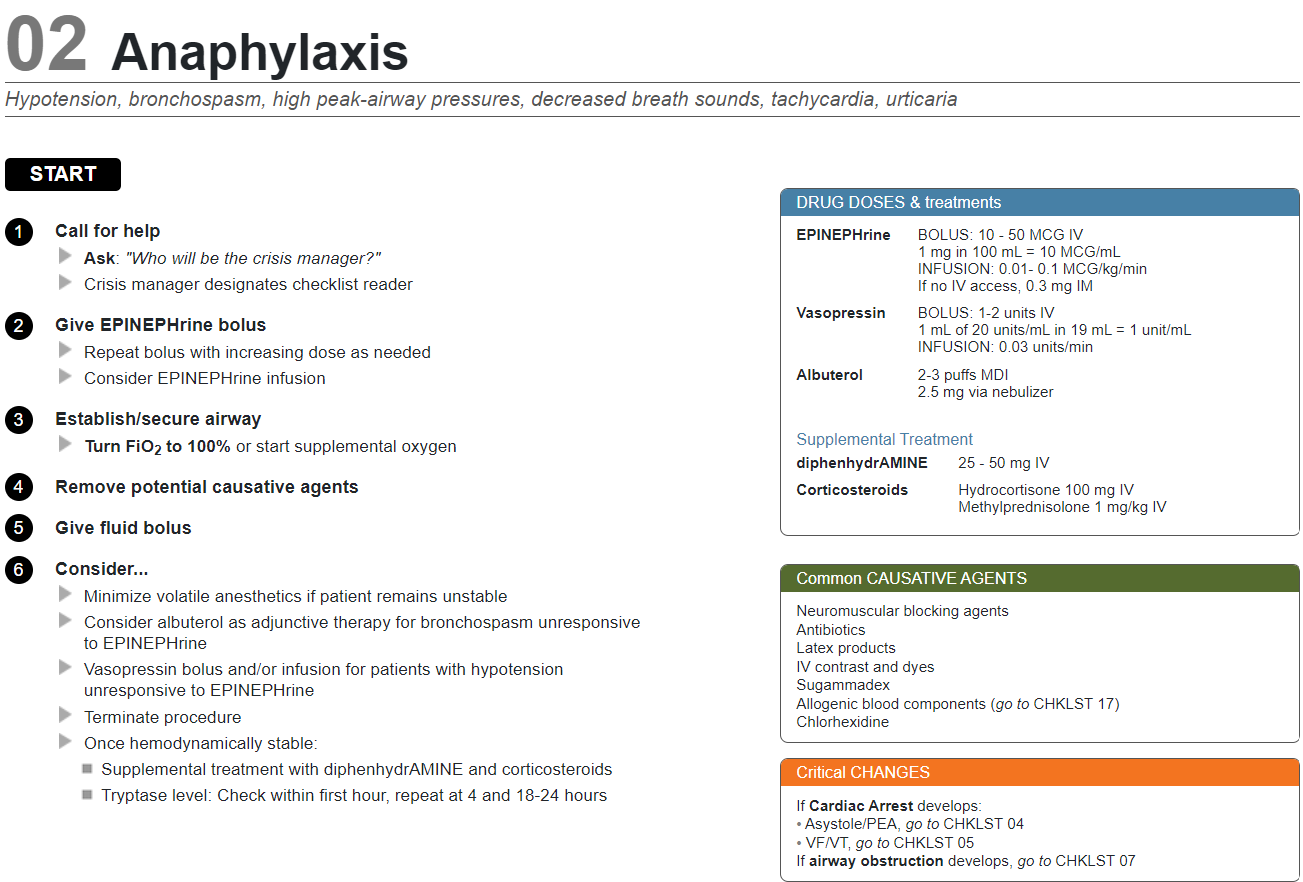 02 Anaphylaxis
Hypotension, bronchospasm, high peak-airway pressures, decreased breath sounds, tachycardia, urticaria
START
1 Call for help
Ask: "Who will be the crisis manager?"
Crisis manager designates checklist reader
2 Give EPINEPHrine bolus
Repeat bolus with increasing dose as needed
Consider EPINEPHrine infusion
3 Establish/secure airway
Turn FiO2 to 100% or start supplemental oxygen
4 Remove potential causative agents
5 Give fluid bolus
6 Consider...
Minimize volatile anesthetics if patient remains unstable
Consider albuterol as adjunctive therapy for bronchospasm unresponsive
to EPINEPHrine
Vasopressin bolus and/or infusion for patients with hypotension
unresponsive to EPINEPHrine
Terminate procedure
Once hemodynamically stable:
Supplemental treatment with diphenhydrAMINE and corticosteroids
Tryptase level: Check within first hour, repeat at 4 and 18-24 hours
DRUG DOSES & treatments
EPINEPHrine BOLUS: 10 - 50 MCG IV
1 mg in 100 mL = 10 MCG/mL
INFUSION: 0.01- 0.1 MCG/kg/min
If no IV access, 0.3 mg IM
Vasopressin BOLUS: 1-2 units IV
1 mL of 20 units/mL in 19 mL = 1 unit/mL
INFUSION: 0.03 units/min
Albuterol 2-3 puffs MDI
2.5 mg via nebulizer
Supplemental Treatment
diphenhydrAMINE 25 - 50 mg IV
Corticosteroids Hydrocortisone 100 mg IV
Methylprednisolone 1 mg/kg IV
Common CAUSATIVE AGENTS
Neuromuscular blocking agents
Antibiotics
Latex products
IV contrast and dyes
Sugammadex
Allogenic blood components (go to CHKLST 17)
Chlorhexidine
Critical CHANGES
If Cardiac Arrest develops:
• Asystole/PEA, go to CHKLST 04
• VF/VT, go to CHKLST 05
If airway obstruction develops, go to CHKLST 07